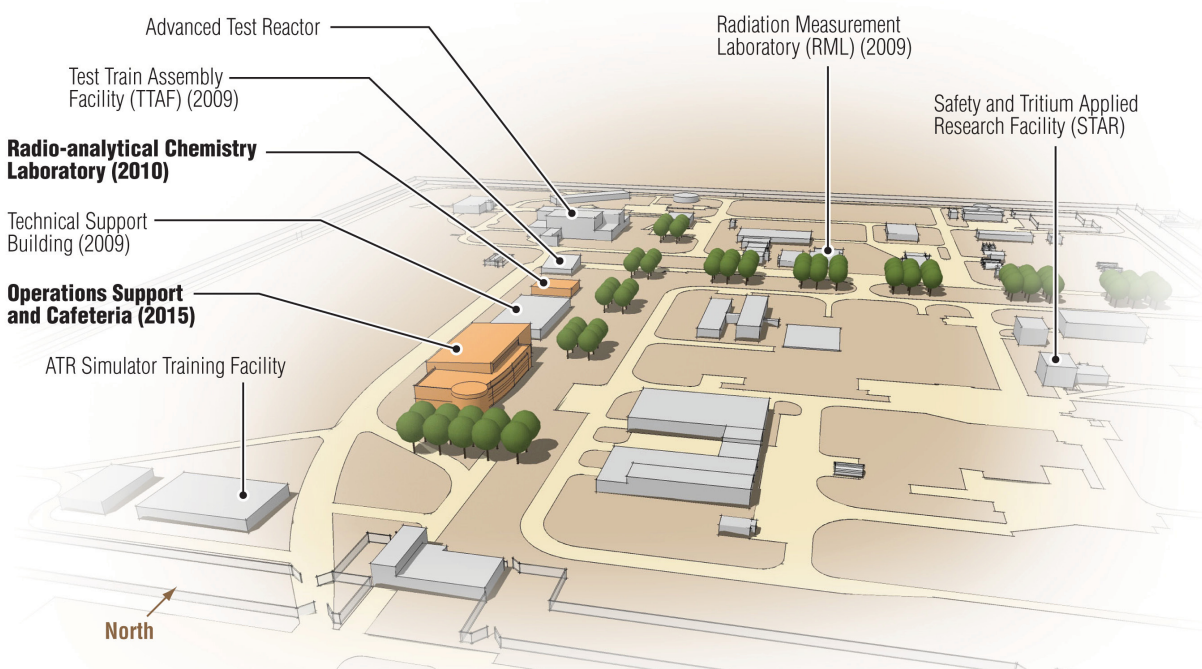 Advanced Test Reactor
Test Train Assembly
Facility (TTAF) (2009)
Radio-analytical Chemistry
Laboratory (2010)
Technical Support
Building (2009)
Operations Support
and Cafeteria (2015)
ATR Simulator Training Facility
Radiation Measurement
Laboratory (RML) (2009)
Safety and Tritium Applied
Research Facility (STAR)
North